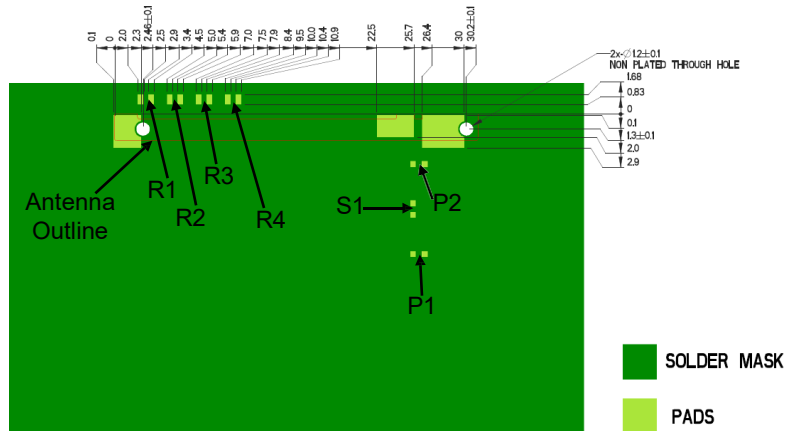 0.1
0
2.0
2.3
2.46±0.1
2.5
2.9
3.4
4.5
5.0
5.4
5.9
7.0
7.5
7.9
8.4
9.5
10.0
10.4
10.9
22.5
25.7
26.4
30
30.2±0.1
2x-∅1.2±0.1
NON PLATED THROUGH HOLE
1.68
0.83
0
0.1
1.3±0.1
2.0
2.9
R1
R2
R3
R4
Antenna
Outline
S1
P2
P1
SOLDER MASK
PADS